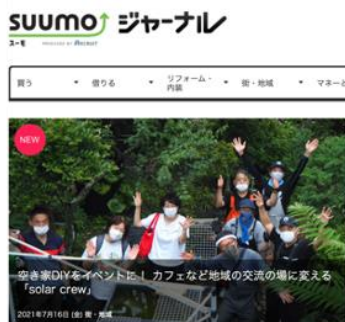 suumo ジャーナル
スーモ PRODUCED BY RECRUIT
買う 借りる リフォーム・内装 街・地域 マネーと
NEW
空き家DIYをイベントに! カフェなど地域の交流の場に変える
「solar crew」
2021年7月16日 (金) 街・地域